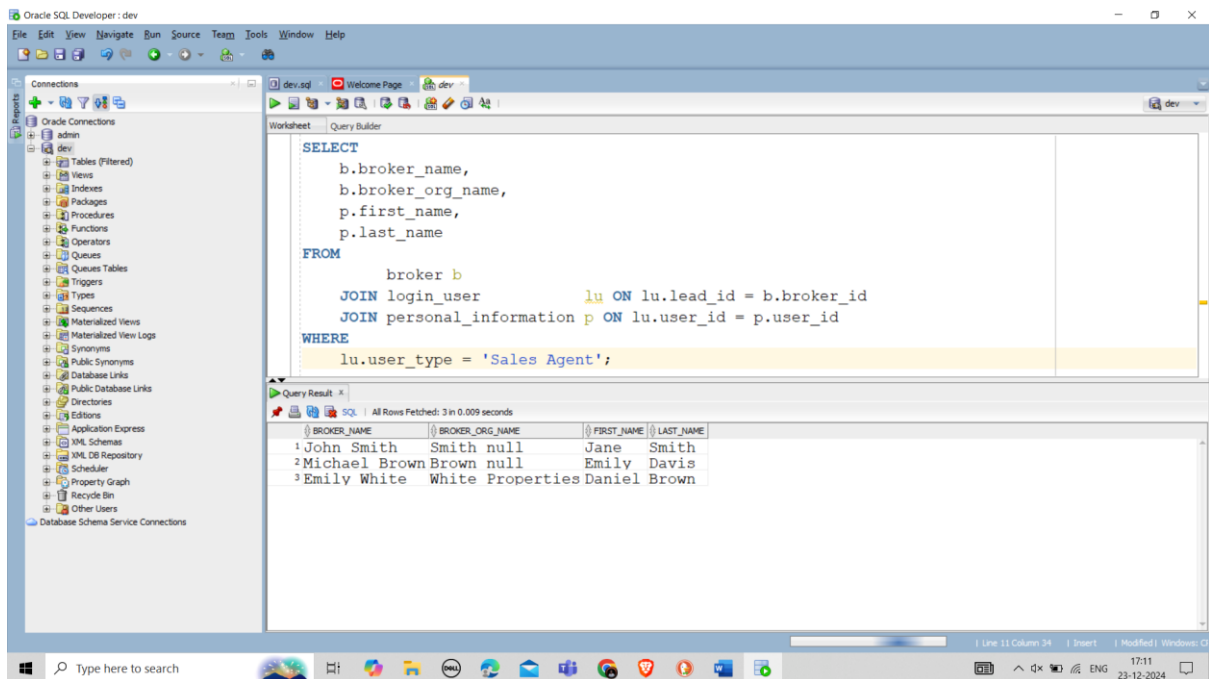 Oracle SQL Developer : dev
File Edit View Navigate Run Source Team Tools Window Help
Connections
dev.sql Welcome Page dev
Reports
dev
Worksheet Query Builder
Oracle Connections
admin
dev
Tables (Filtered)
Views
Indexes
Packages
Procedures
Functions
Operators
Queues
Queues Tables
Triggers
Types
Sequences
Materialized Views
Materialized View Logs
Synonyms
Public Synonyms
Database Links
Public Database Links
Directories
Editions
Application Express
XML Schemas
XML DB Repository
Scheduler
Property Graph
Recycle Bin
Other Users
Database Schema Service Connections
SELECT
b.broker_name,
b.broker_org_name,
p.first_name,
p.last_name
FROM
broker b
JOIN login_user lu ON lu.lead_id = b.broker_id
JOIN personal_information p ON lu.user_id = p.user_id
WHERE
lu.user_type = 'Sales Agent';
Query Result
SQL | All Rows Fetched: 3 in 0.009 seconds
BROKER_NAME BROKER_ORG_NAME FIRST_NAME LAST_NAME
1 John Smith Smith null Jane Smith
2 Michael Brown Brown null Emily Davis
3 Emily White White Properties Daniel Brown
| Line 11 Column 34 | Insert | Modified | Windows: C
Type here to search
DELL
ENG
17:11
23-12-2024